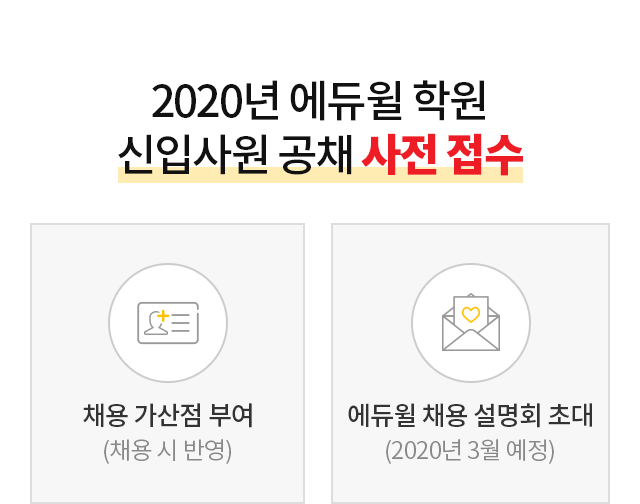 2020년 에듀윌 학원
신입사원 공채 사전 접수
채용 가산점 부여
(채용 시 반영)
에듀윌 채용 설명회 초대
(2020년 3월 예정)